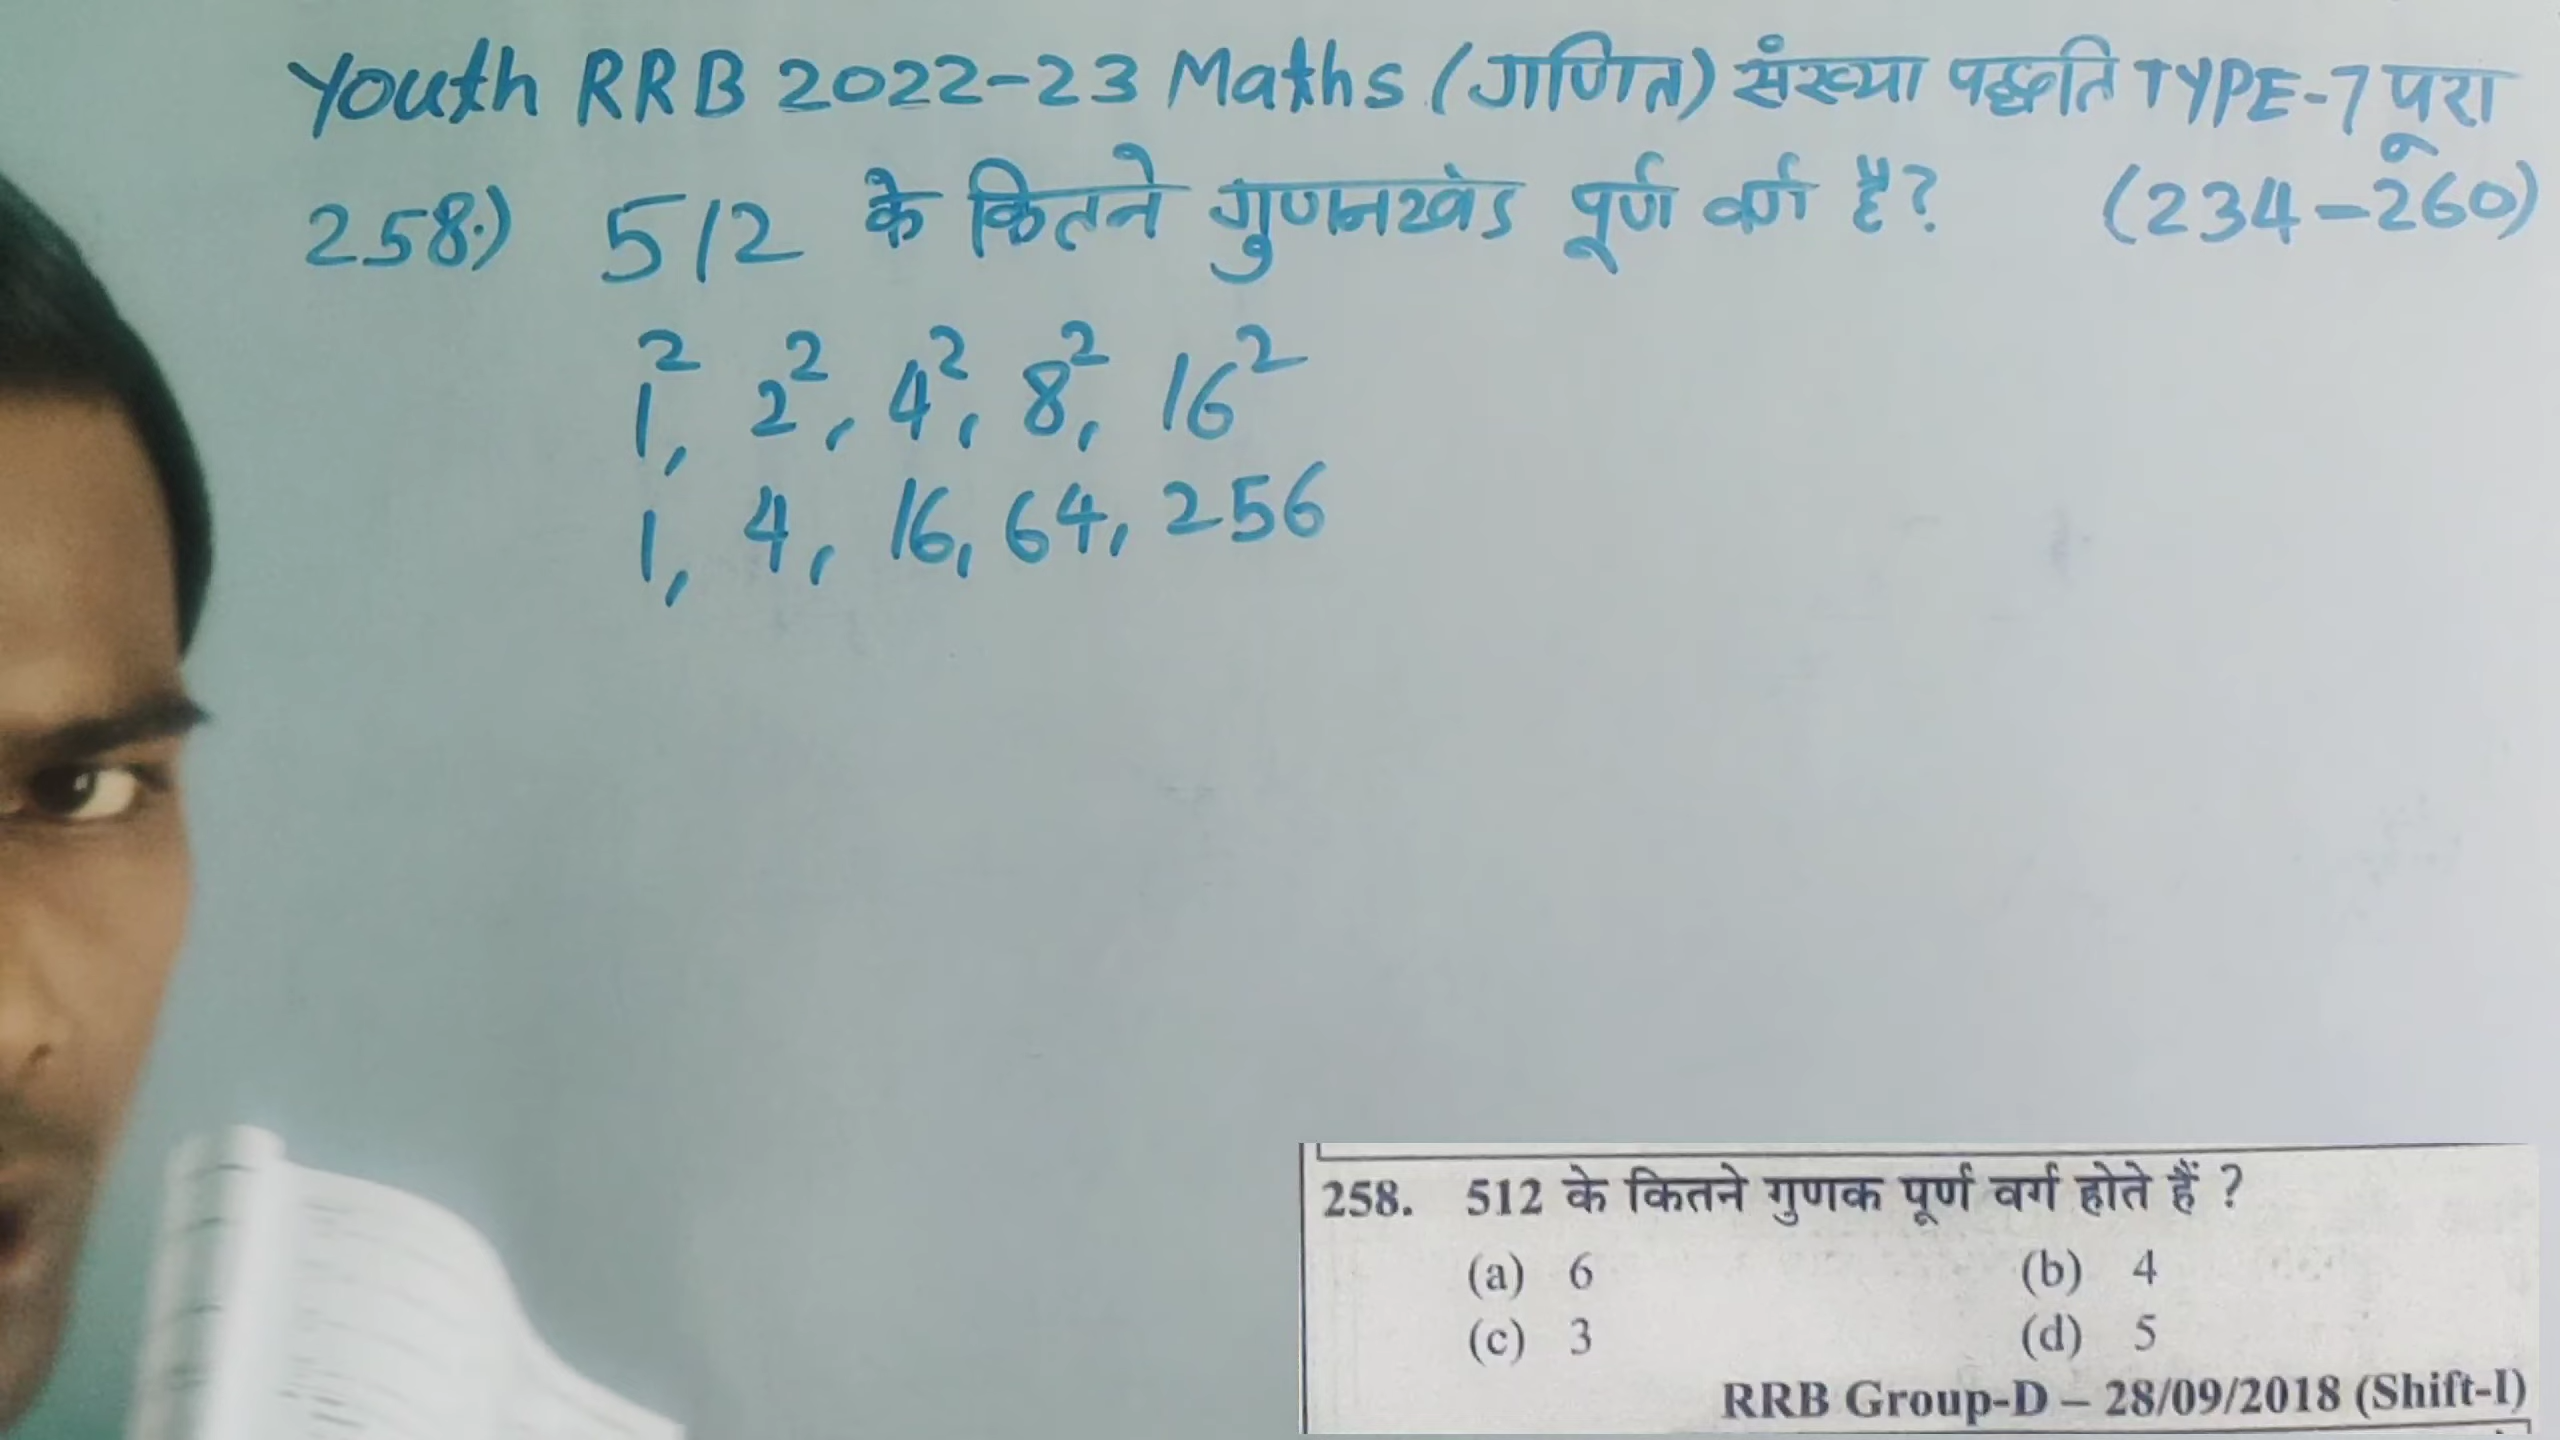 Youth RRB 2022-23 Maths (गणित) संख्या पद्धति TYPE-7 पूरा
258.) 512 के कितने गुणनखंड पूर्ण वर्ग है? (234-260)
1², 2², 4², 8², 16²
1, 4, 16, 64, 256
258. 512 के कितने गुणक पूर्ण वर्ग होते हैं ?
(a) 6 (b) 4
(c) 3 (d) 5
RRB Group-D – 28/09/2018 (Shift-I)